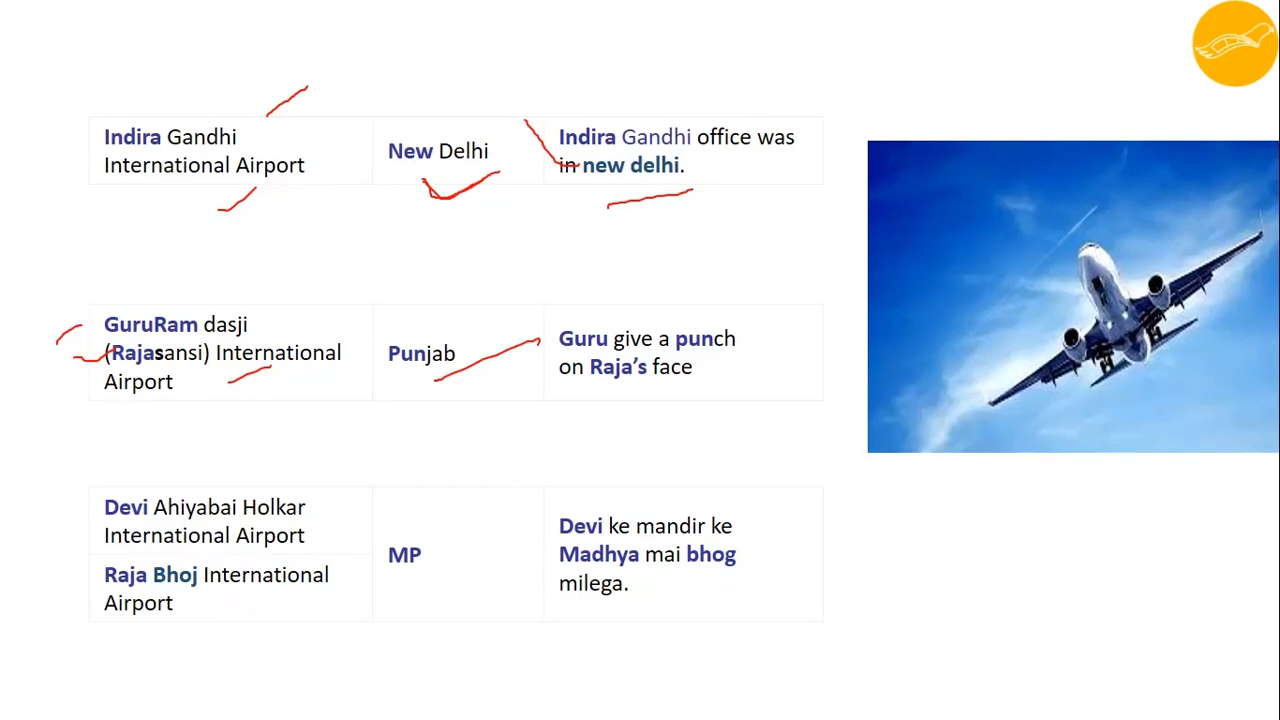 Indira Gandhi
International Airport
New Delhi
Indira Gandhi office was
in new delhi.
GuruRam dasji
(Rajasansi) International
Airport
Punjab
Guru give a punch
on Raja’s face
Devi Ahiyabai Holkar
International Airport
Raja Bhoj International
Airport
MP
Devi ke mandir ke
Madhya mai bhog
milega.